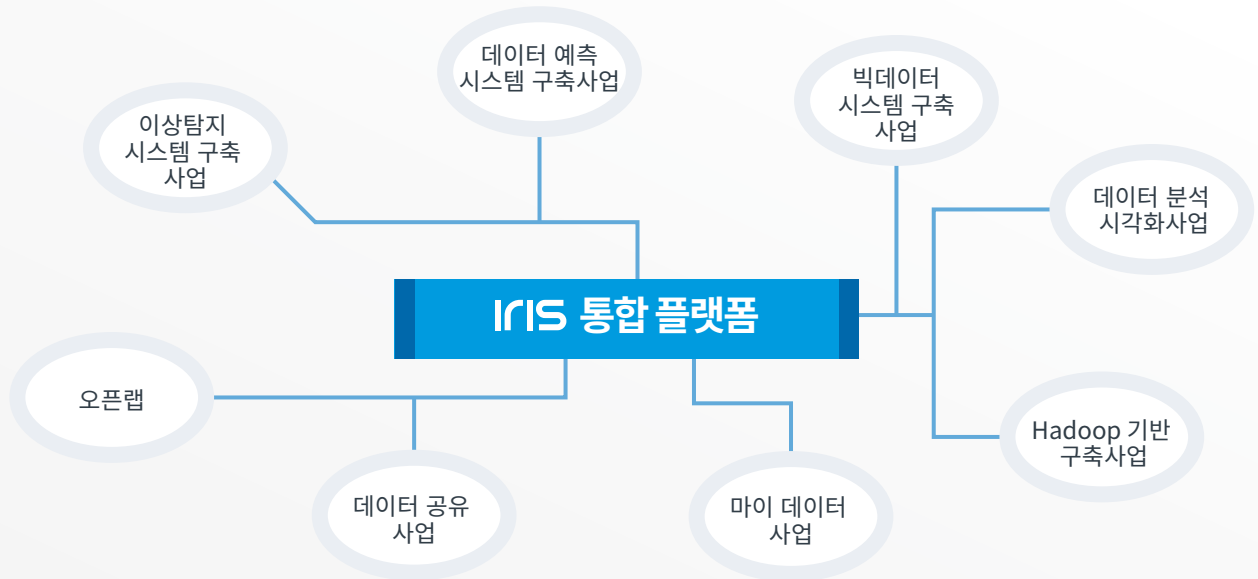 데이터 예측
시스템 구축사업
빅데이터
시스템 구축
사업
이상탐지
시스템 구축
사업
데이터 분석
시각화사업
IRIS 통합 플랫폼
오픈랩
Hadoop 기반
구축사업
데이터 공유
사업
마이 데이터
사업